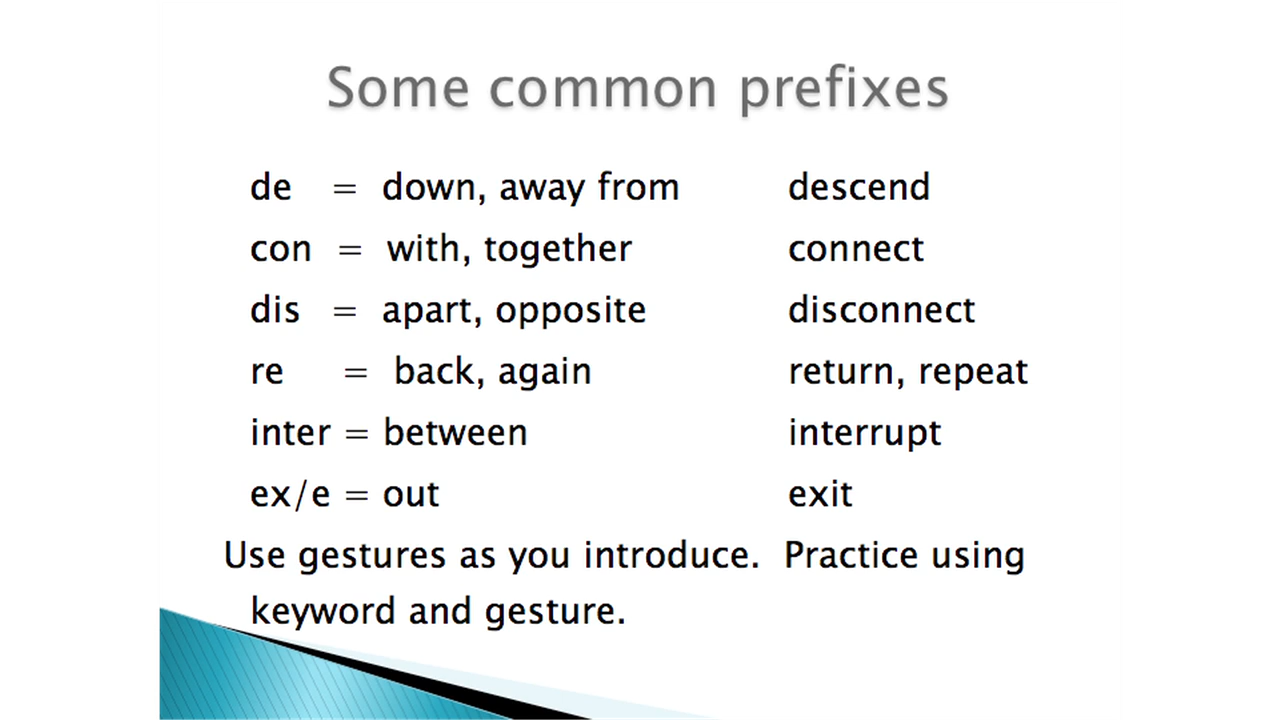 Some common prefixes
de = down, away from descend
con = with, together connect
dis = apart, opposite disconnect
re = back, again return, repeat
inter = between interrupt
ex/e = out exit
Use gestures as you introduce. Practice using
keyword and gesture.